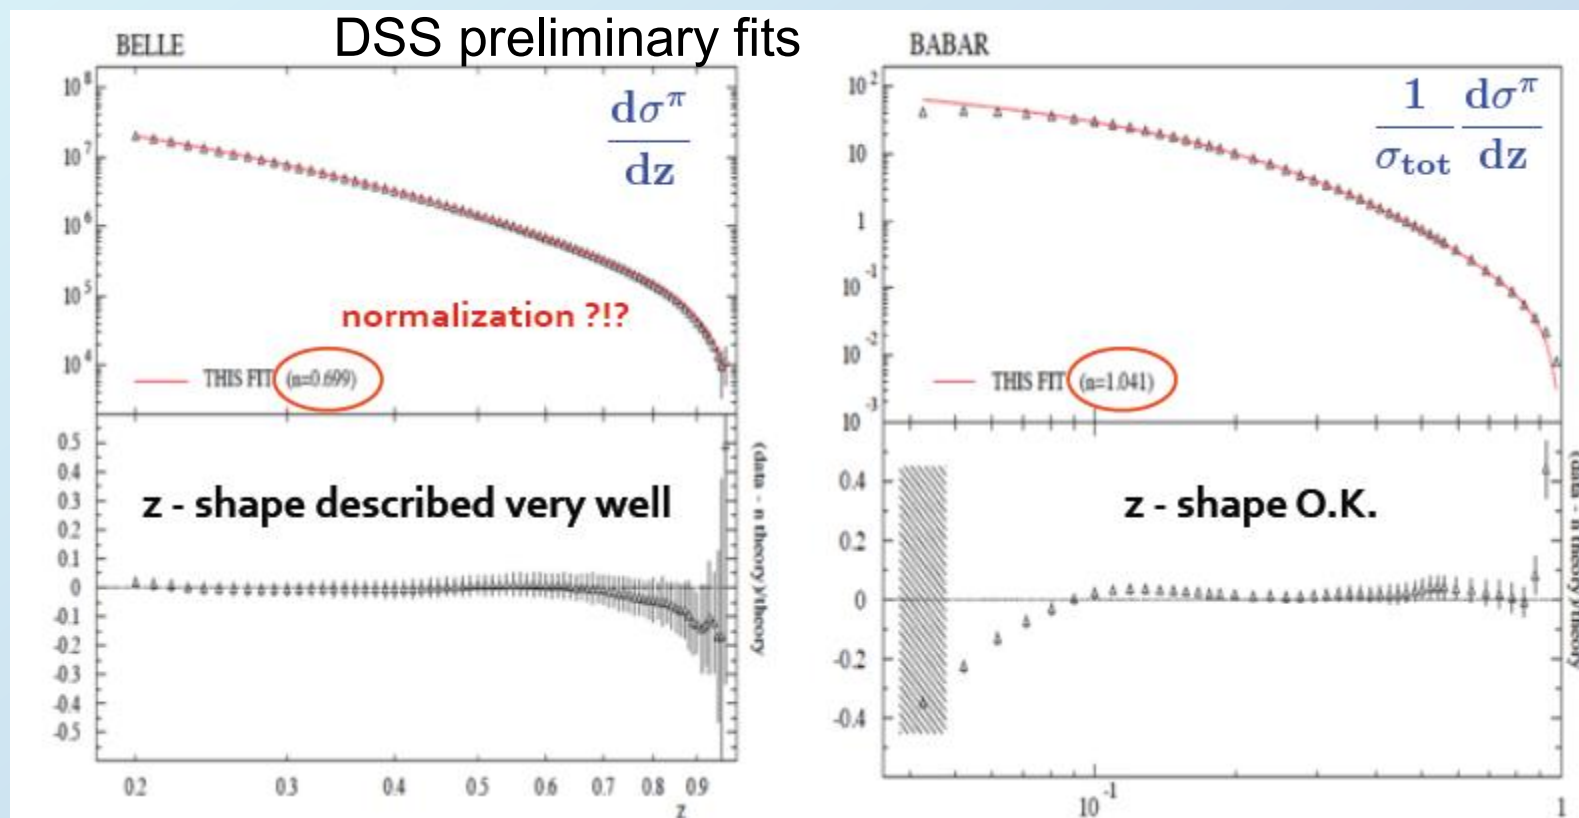 DSS preliminary fits
BELLE
10^8
10^7
10^6
10^5
10^4
dσ^π
dz
normalization ?!?
THIS FIT (n=0.699)
0.5
0.4
0.3
0.2
0.1
0
-0.1
-0.2
-0.3
-0.4
-0.5
z - shape described very well
(data - n theory)/theory
0.2 0.3 0.4 0.5 0.6 0.7 0.8 0.9
z
BABAR
10^2
10
1
10^-1
10^-2
10^-3
1 dσ^π
σtot dz
THIS FIT (n=1.041)
0.4
0.2
0
-0.2
-0.4
z - shape O.K.
(data - n theory)/theory
10^-1 1